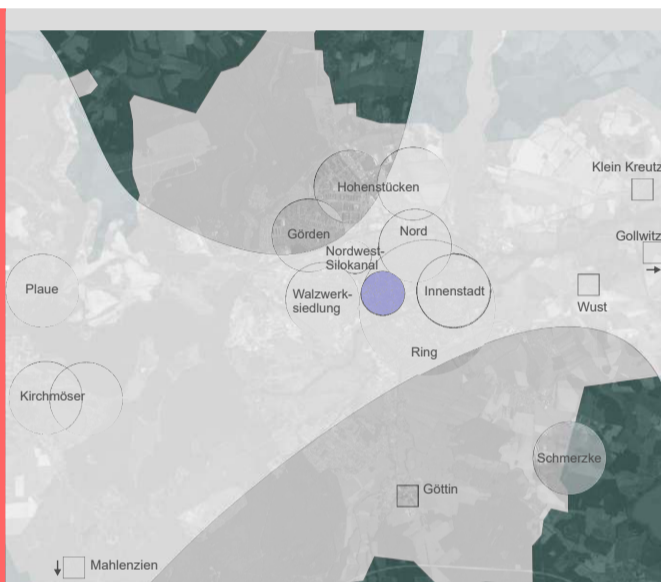 Klein Kreutz
Hohenstücken
Görden
Nord
Gollwitz
Nordwest-
Silokanal
Plaue
Walzwerk-
siedlung
Innenstadt
Wust
Ring
Kirchmöser
Schmerzke
Göttin
Mahlenzien